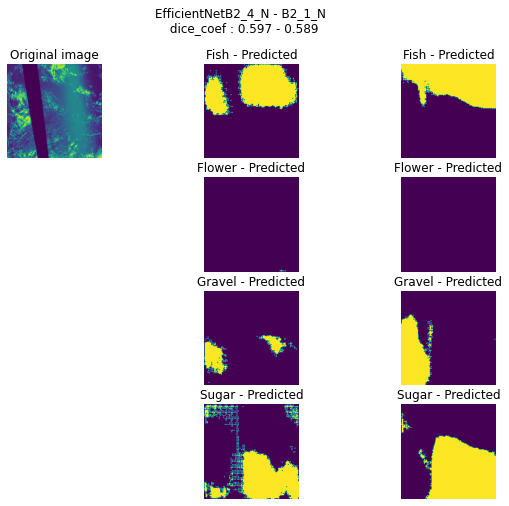 EfficientNetB2_4_N - B2_1_N
dice_coef : 0.597 - 0.589
Original image
Fish - Predicted
Fish - Predicted
Flower - Predicted
Flower - Predicted
Gravel - Predicted
Gravel - Predicted
Sugar - Predicted
Sugar - Predicted